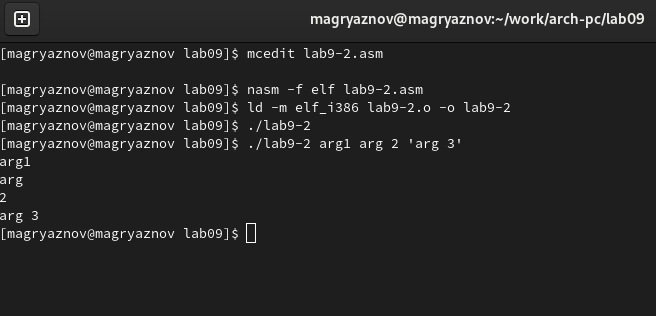 magryaznov@magryaznov:~/work/arch-pc/lab09
[magryaznov@magryaznov lab09]$ mcedit lab9-2.asm
[magryaznov@magryaznov lab09]$ nasm -f elf lab9-2.asm
[magryaznov@magryaznov lab09]$ ld -m elf_i386 lab9-2.o -o lab9-2
[magryaznov@magryaznov lab09]$ ./lab9-2
[magryaznov@magryaznov lab09]$ ./lab9-2 arg1 arg 2 'arg 3'
arg1
arg
2
arg 3
[magryaznov@magryaznov lab09]$